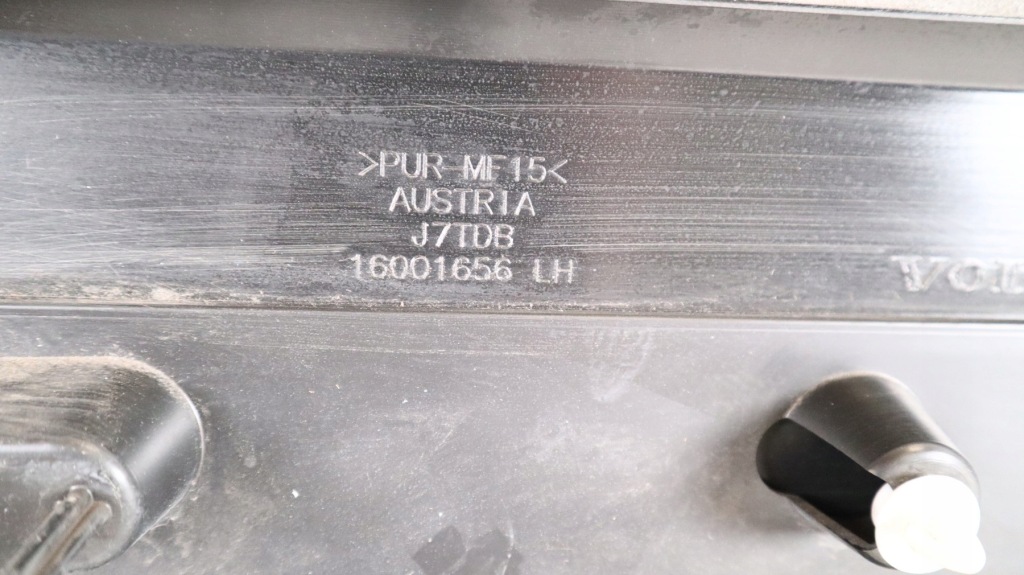 >PUR-MF15<
AUSTRIA
J7TDB
16001656 LH